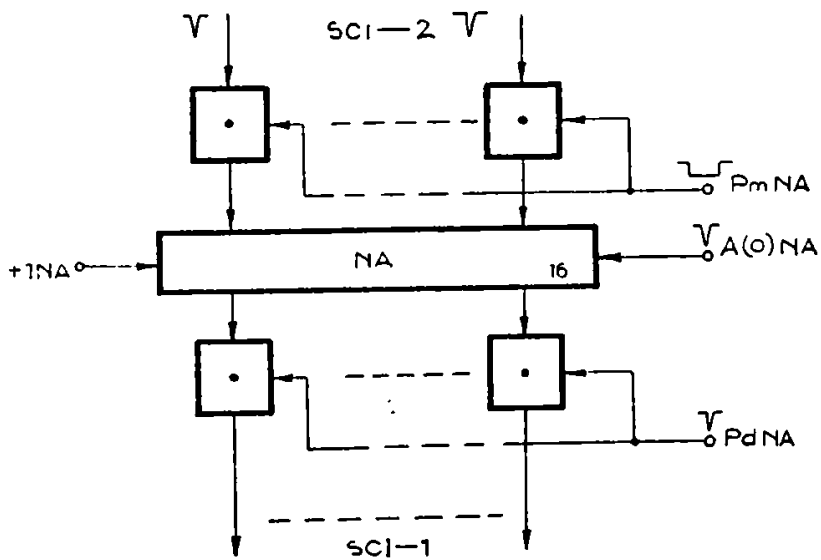 SCI-2
PmNA
A(0)NA
+1NA
NA
16
PdNA
SCI-1